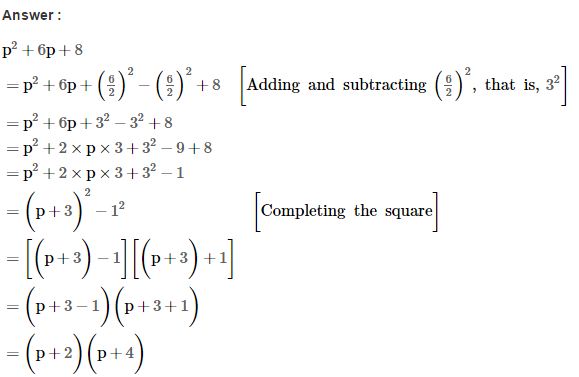 Answer :
p² + 6p + 8
= p² + 6p + (6/2)² − (6/2)² + 8 [Adding and subtracting (6/2)², that is, 3²]
= p² + 6p + 3² − 3² + 8
= p² + 2 × p × 3 + 3² − 9 + 8
= p² + 2 × p × 3 + 3² − 1
= (p + 3)² − 1² [Completing the square]
= [(p + 3) − 1][(p + 3) + 1]
= (p + 3 − 1)(p + 3 + 1)
= (p + 2)(p + 4)